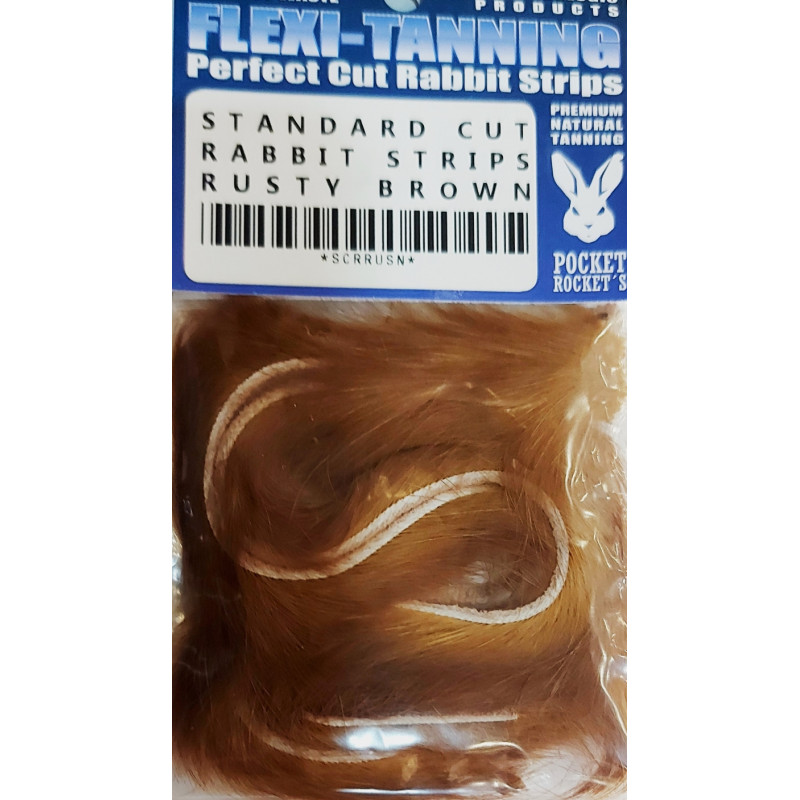 PRODUCTS
FLEXI-TANNING
Perfect Cut Rabbit Strips
STANDARD CUT
RABBIT STRIPS
RUSTY BROWN
*SCRRUSN*
PREMIUM
NATURAL
TANNING
POCKET
ROCKET´S